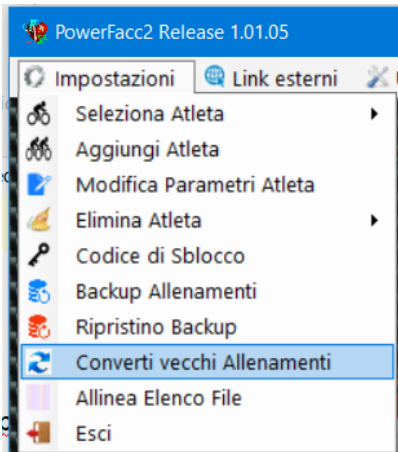 PowerFacc2 Release 1.01.05
Impostazioni Link esterni
Seleziona Atleta
Aggiungi Atleta
Modifica Parametri Atleta
Elimina Atleta
Codice di Sblocco
Backup Allenamenti
Ripristino Backup
Converti vecchi Allenamenti
Allinea Elenco File
Esci